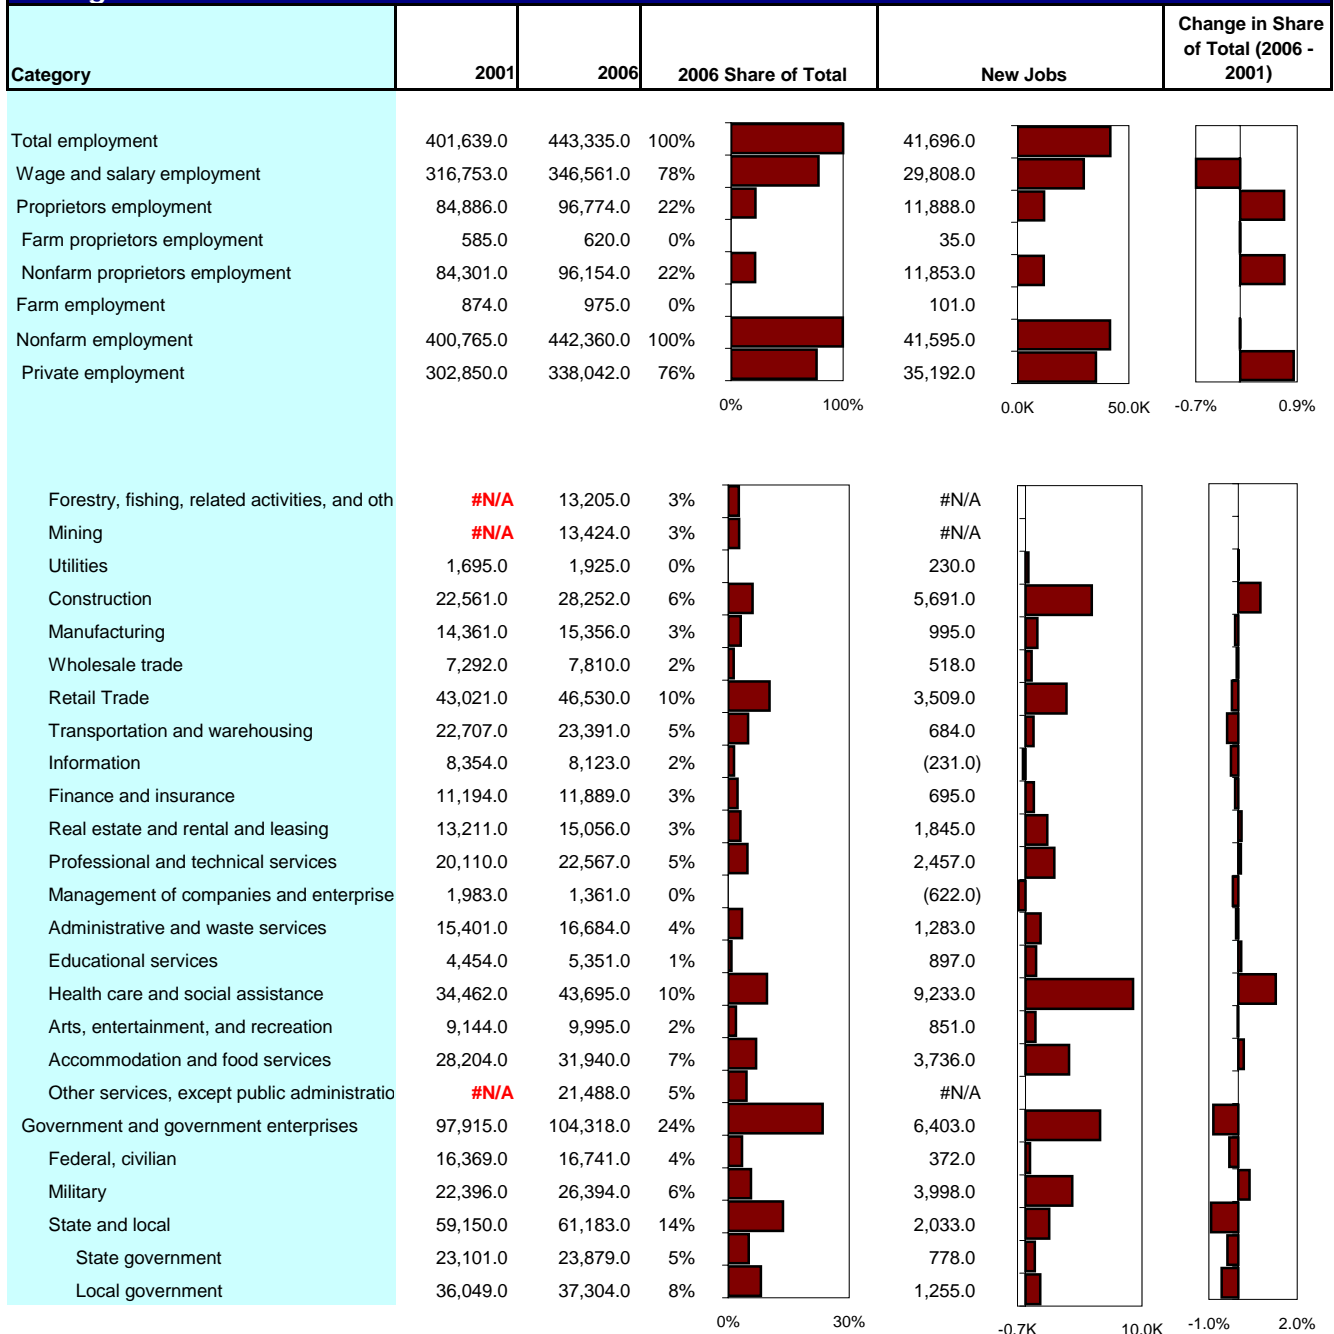 Change in Share
of Total (2006 -
2001)
Category 2001 2006 2006 Share of Total New Jobs
Total employment 401,639.0 443,335.0 100% 41,696.0
Wage and salary employment 316,753.0 346,561.0 78% 29,808.0
Proprietors employment 84,886.0 96,774.0 22% 11,888.0
Farm proprietors employment 585.0 620.0 0% 35.0
Nonfarm proprietors employment 84,301.0 96,154.0 22% 11,853.0
Farm employment 874.0 975.0 0% 101.0
Nonfarm employment 400,765.0 442,360.0 100% 41,595.0
Private employment 302,850.0 338,042.0 76% 35,192.0
0% 100% 0.0K 50.0K -0.7% 0.9%
Forestry, fishing, related activities, and oth #N/A 13,205.0 3% #N/A
Mining #N/A 13,424.0 3% #N/A
Utilities 1,695.0 1,925.0 0% 230.0
Construction 22,561.0 28,252.0 6% 5,691.0
Manufacturing 14,361.0 15,356.0 3% 995.0
Wholesale trade 7,292.0 7,810.0 2% 518.0
Retail Trade 43,021.0 46,530.0 10% 3,509.0
Transportation and warehousing 22,707.0 23,391.0 5% 684.0
Information 8,354.0 8,123.0 2% (231.0)
Finance and insurance 11,194.0 11,889.0 3% 695.0
Real estate and rental and leasing 13,211.0 15,056.0 3% 1,845.0
Professional and technical services 20,110.0 22,567.0 5% 2,457.0
Management of companies and enterprise 1,983.0 1,361.0 0% (622.0)
Administrative and waste services 15,401.0 16,684.0 4% 1,283.0
Educational services 4,454.0 5,351.0 1% 897.0
Health care and social assistance 34,462.0 43,695.0 10% 9,233.0
Arts, entertainment, and recreation 9,144.0 9,995.0 2% 851.0
Accommodation and food services 28,204.0 31,940.0 7% 3,736.0
Other services, except public administratio #N/A 21,488.0 5% #N/A
Government and government enterprises 97,915.0 104,318.0 24% 6,403.0
Federal, civilian 16,369.0 16,741.0 4% 372.0
Military 22,396.0 26,394.0 6% 3,998.0
State and local 59,150.0 61,183.0 14% 2,033.0
State government 23,101.0 23,879.0 5% 778.0
Local government 36,049.0 37,304.0 8% 1,255.0
0% 30% -0.7K 10.0K -1.0% 2.0%